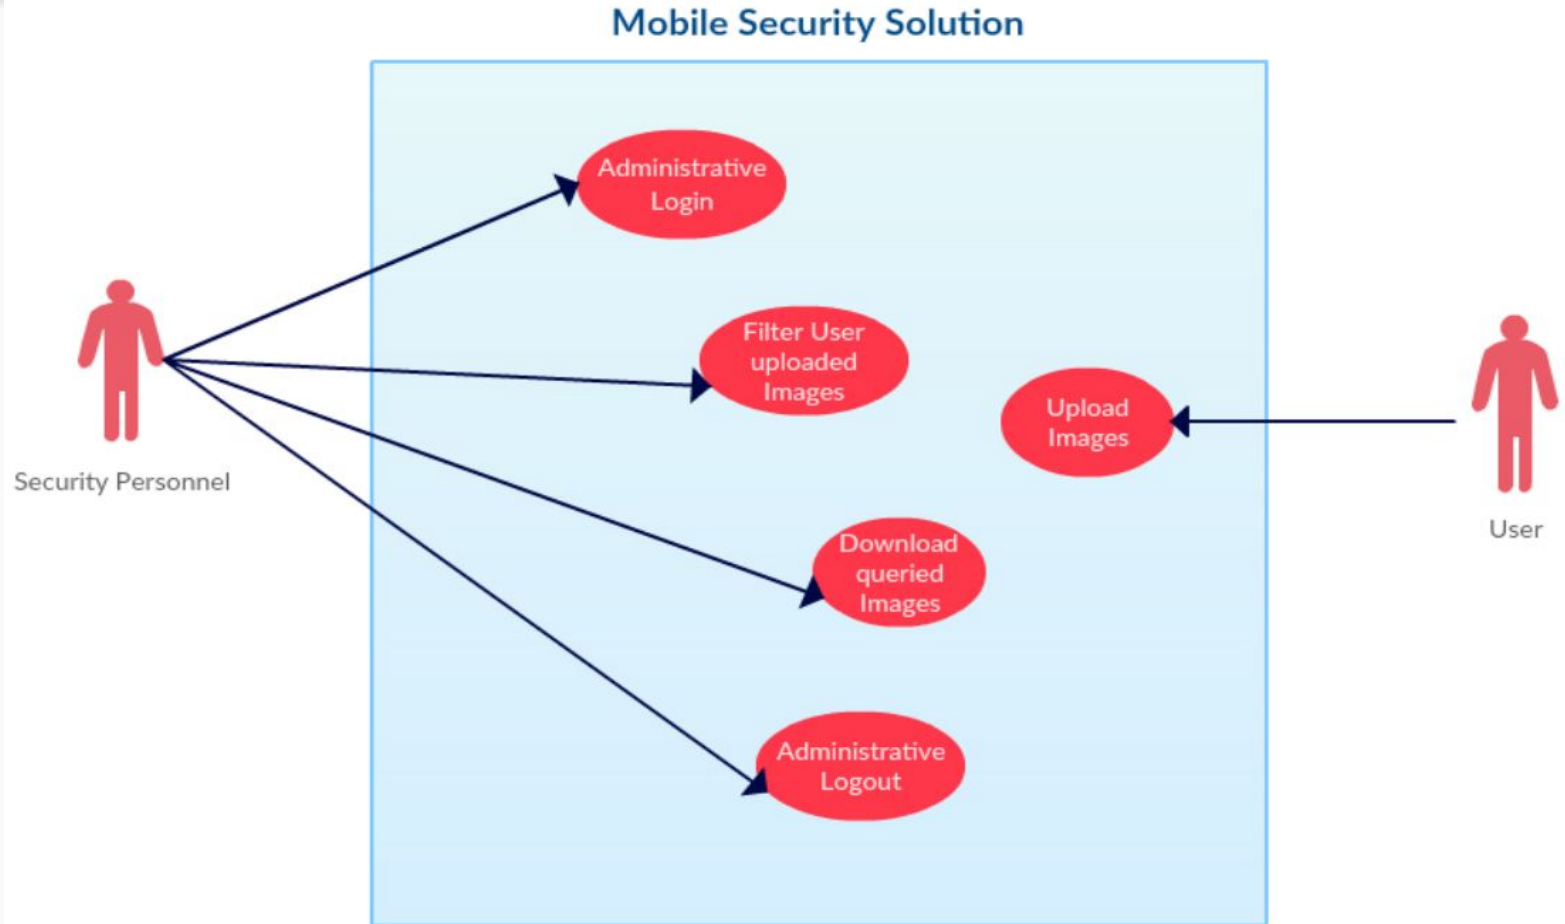 Mobile Security Solution
Administrative
Login
Filter User
uploaded
Images
Upload
Images
Security Personnel
User
Download
queried
Images
Administrative
Logout